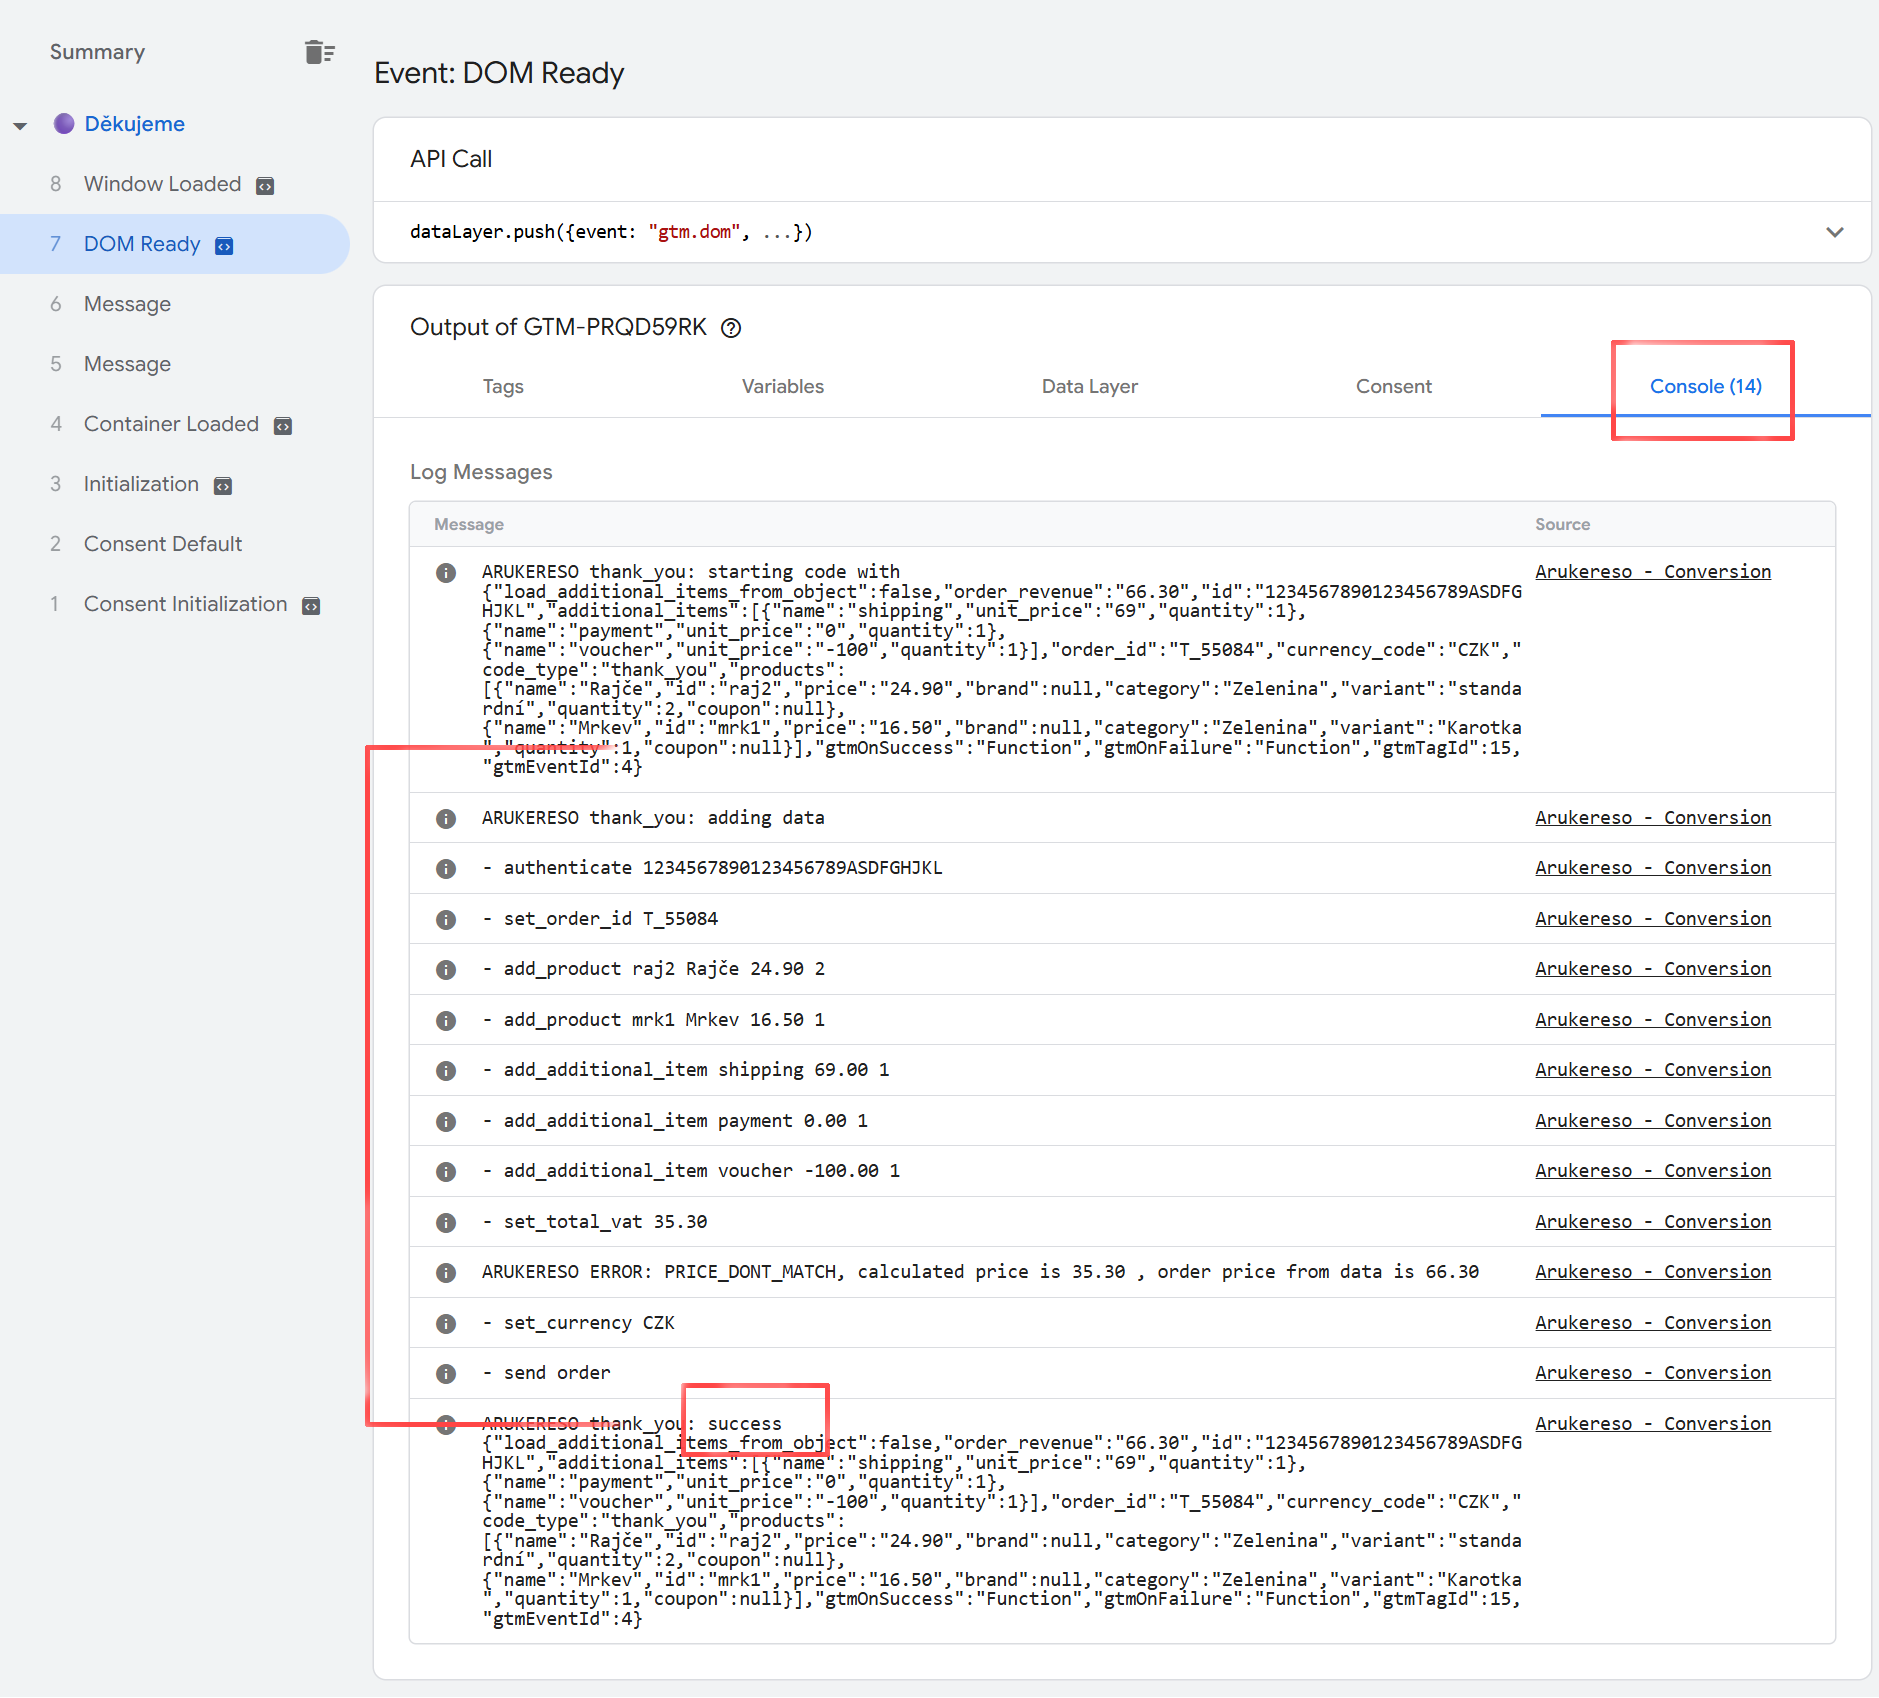 Summary
Děkujeme
8 Window Loaded
7 DOM Ready
6 Message
5 Message
4 Container Loaded
3 Initialization
2 Consent Default
1 Consent Initialization
Event: DOM Ready
API Call
dataLayer.push({event: "gtm.dom", ...})
Output of GTM-PRQD59RK
Tags Variables Data Layer Consent Console (14)
Log Messages
Message Source
ARUKERESO thank_you: starting code with Arukereso - Conversion
{"load_additional_items_from_object":false,"order_revenue":"66.30","id":"1234567890123456789ASDFG
HJKL","additional_items":[{"name":"shipping","unit_price":"69","quantity":1},
{"name":"payment","unit_price":"0","quantity":1},
{"name":"voucher","unit_price":"-100","quantity":1}],"order_id":"T_55084","currency_code":"CZK","
code_type":"thank_you","products":
[{"name":"Rajče","id":"raj2","price":"24.90","brand":null,"category":"Zelenina","variant":"standa
rdní","quantity":2,"coupon":null},
{"name":"Mrkev","id":"mrk1","price":"16.50","brand":null,"category":"Zelenina","variant":"Karotka
","quantity":1,"coupon":null}],"gtmOnSuccess":"Function","gtmOnFailure":"Function","gtmTagId":15,
"gtmEventId":4}
ARUKERESO thank_you: adding data Arukereso - Conversion
- authenticate 1234567890123456789ASDFGHJKL Arukereso - Conversion
- set_order_id T_55084 Arukereso - Conversion
- add_product raj2 Rajče 24.90 2 Arukereso - Conversion
- add_product mrk1 Mrkev 16.50 1 Arukereso - Conversion
- add_additional_item shipping 69.00 1 Arukereso - Conversion
- add_additional_item payment 0.00 1 Arukereso - Conversion
- add_additional_item voucher -100.00 1 Arukereso - Conversion
- set_total_vat 35.30 Arukereso - Conversion
ARUKERESO ERROR: PRICE_DONT_MATCH, calculated price is 35.30 , order price from data is 66.30 Arukereso - Conversion
- set_currency CZK Arukereso - Conversion
- send order Arukereso - Conversion
ARUKERESO thank_you: success Arukereso - Conversion
{"load_additional_items_from_object":false,"order_revenue":"66.30","id":"1234567890123456789ASDFG
HJKL","additional_items":[{"name":"shipping","unit_price":"69","quantity":1},
{"name":"payment","unit_price":"0","quantity":1},
{"name":"voucher","unit_price":"-100","quantity":1}],"order_id":"T_55084","currency_code":"CZK","
code_type":"thank_you","products":
[{"name":"Rajče","id":"raj2","price":"24.90","brand":null,"category":"Zelenina","variant":"standa
rdní","quantity":2,"coupon":null},
{"name":"Mrkev","id":"mrk1","price":"16.50","brand":null,"category":"Zelenina","variant":"Karotka
","quantity":1,"coupon":null}],"gtmOnSuccess":"Function","gtmOnFailure":"Function","gtmTagId":15,
"gtmEventId":4}